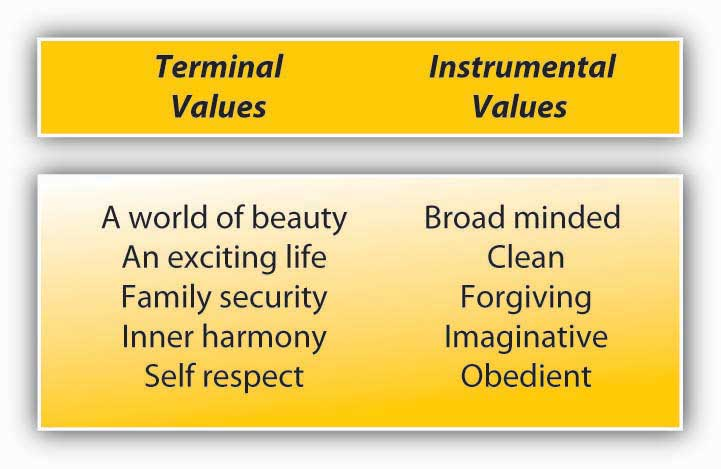 Terminal
Values
Instrumental
Values
A world of beauty
An exciting life
Family security
Inner harmony
Self respect
Broad minded
Clean
Forgiving
Imaginative
Obedient